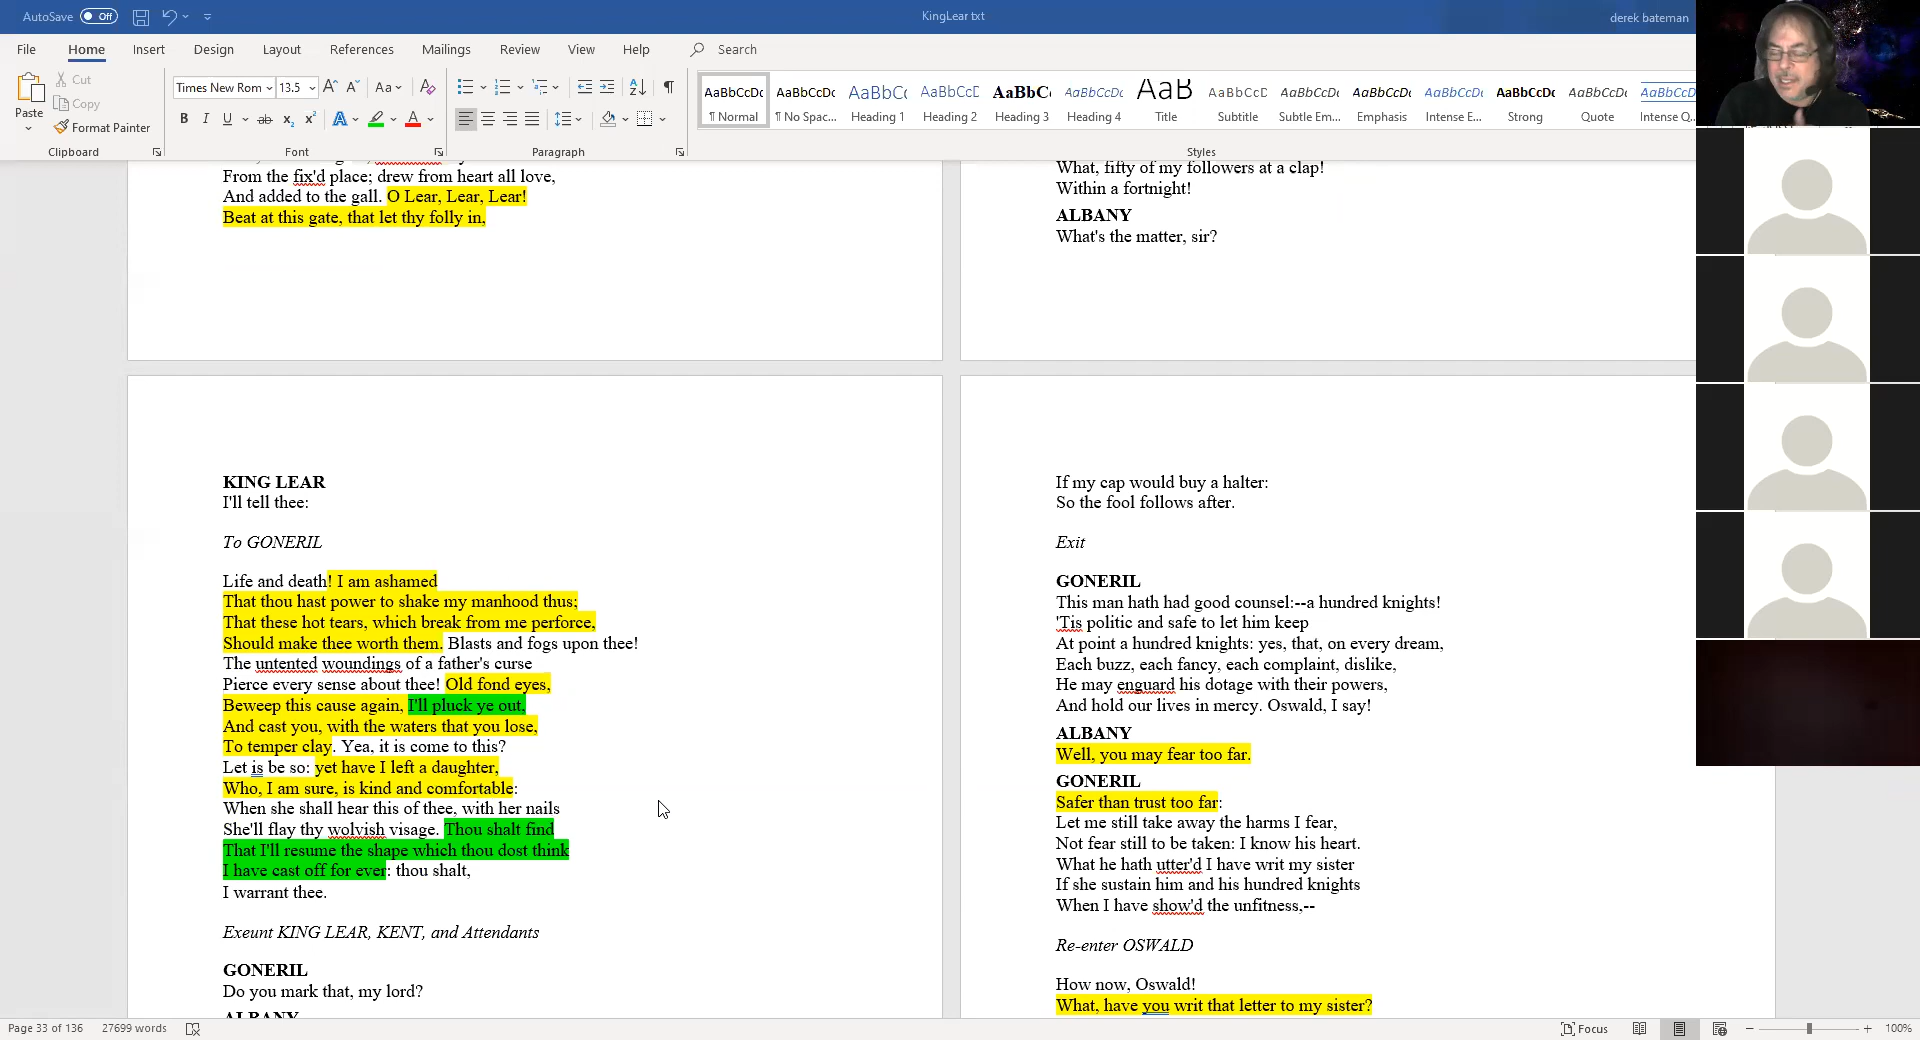 AutoSave Off
KingLear txt
derek bateman
File Home Insert Design Layout References Mailings Review View Help Search
Paste
Cut
Copy
Format Painter
Clipboard
Times New Rom 13.5
Font
Paragraph
AaBbCcDc AaBbCcDc AaBbCc AaBbCcD AaBbC AaBbCcDc AaB AaBbCcD AaBbCcDc AaBbCcDc AaBbCcDc AaBbCcDc AaBbCcDc AaBbCcDc
¶ Normal ¶ No Spac... Heading 1 Heading 2 Heading 3 Heading 4 Title Subtitle Subtle Em... Emphasis Intense E... Strong Quote Intense Q...
Styles
From the fix'd place; drew from heart all love,
And added to the gall. O Lear, Lear, Lear!
Beat at this gate, that let thy folly in,
KING LEAR
I'll tell thee:
To GONERIL
Life and death! I am ashamed
That thou hast power to shake my manhood thus;
That these hot tears, which break from me perforce,
Should make thee worth them. Blasts and fogs upon thee!
The untented woundings of a father's curse
Pierce every sense about thee! Old fond eyes,
Beweep this cause again, I'll pluck ye out,
And cast you, with the waters that you lose,
To temper clay. Yea, it is come to this?
Let is be so: yet have I left a daughter,
Who, I am sure, is kind and comfortable:
When she shall hear this of thee, with her nails
She'll flay thy wolvish visage. Thou shalt find
That I'll resume the shape which thou dost think
I have cast off for ever: thou shalt,
I warrant thee.
Exeunt KING LEAR, KENT, and Attendants
GONERIL
Do you mark that, my lord?
ALBANY
What, fifty of my followers at a clap!
Within a fortnight!
ALBANY
What's the matter, sir?
If my cap would buy a halter:
So the fool follows after.
Exit
GONERIL
This man hath had good counsel:--a hundred knights!
'Tis politic and safe to let him keep
At point a hundred knights: yes, that, on every dream,
Each buzz, each fancy, each complaint, dislike,
He may enguard his dotage with their powers,
And hold our lives in mercy. Oswald, I say!
ALBANY
Well, you may fear too far.
GONERIL
Safer than trust too far:
Let me still take away the harms I fear,
Not fear still to be taken: I know his heart.
What he hath utter'd I have writ my sister
If she sustain him and his hundred knights
When I have show'd the unfitness,--
Re-enter OSWALD
How now, Oswald!
What, have you writ that letter to my sister?
Page 33 of 136 27699 words
Focus
100%